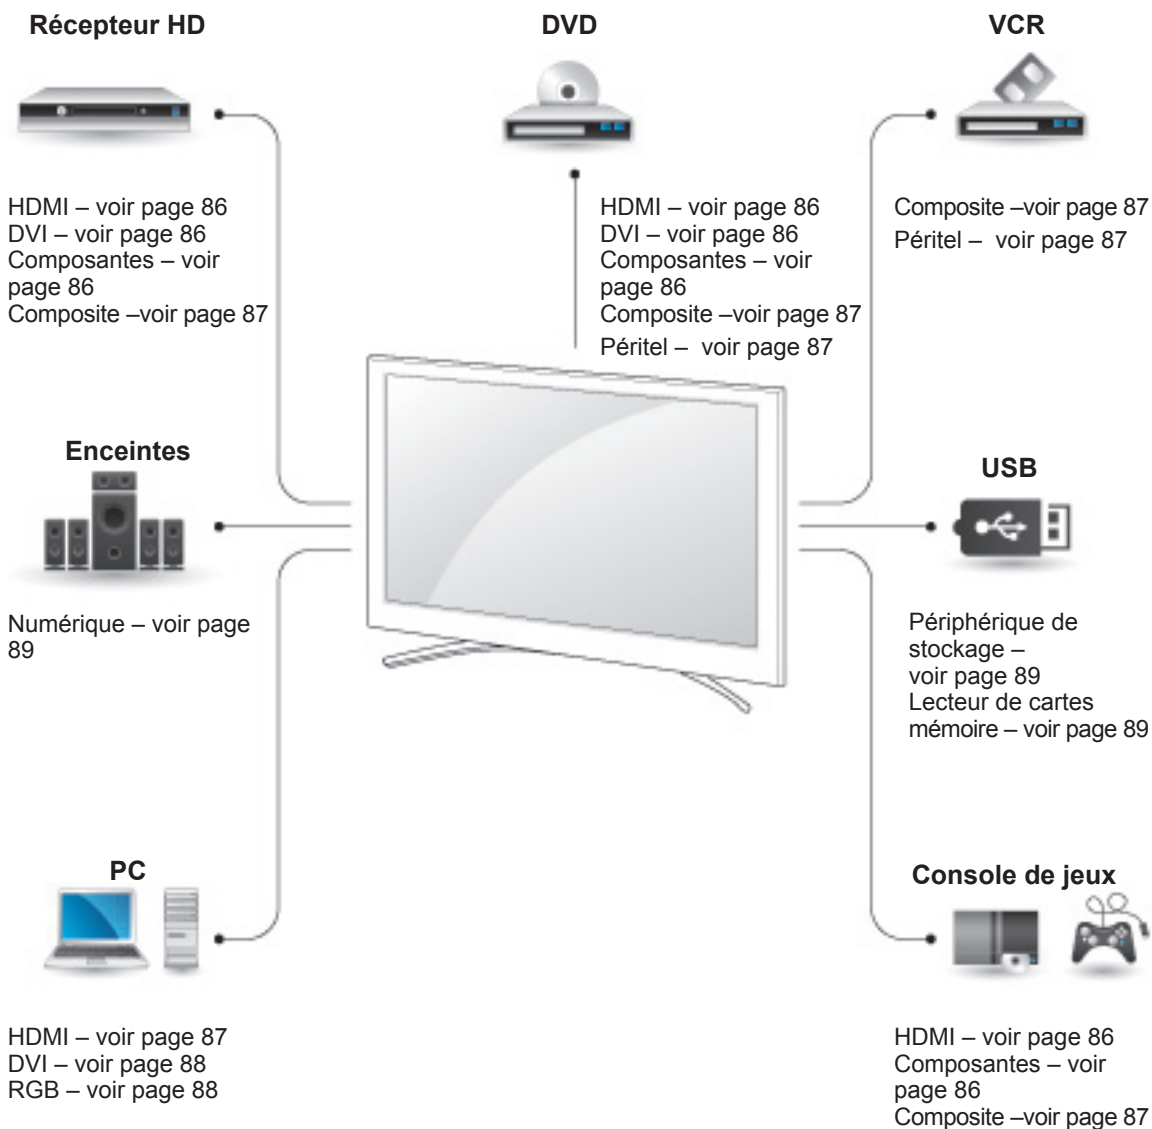 Récepteur HD
HDMI – voir page 86
DVI – voir page 86
Composantes – voir
page 86
Composite –voir page 87
DVD
HDMI – voir page 86
DVI – voir page 86
Composantes – voir
page 86
Composite –voir page 87
Péritel –  voir page 87
VCR
Composite –voir page 87
Péritel –  voir page 87
Enceintes
Numérique – voir page
89
USB
Périphérique de
stockage –
voir page 89
Lecteur de cartes
mémoire – voir page 89
PC
HDMI – voir page 87
DVI – voir page 88
RGB – voir page 88
Console de jeux
HDMI – voir page 86
Composantes – voir
page 86
Composite –voir page 87